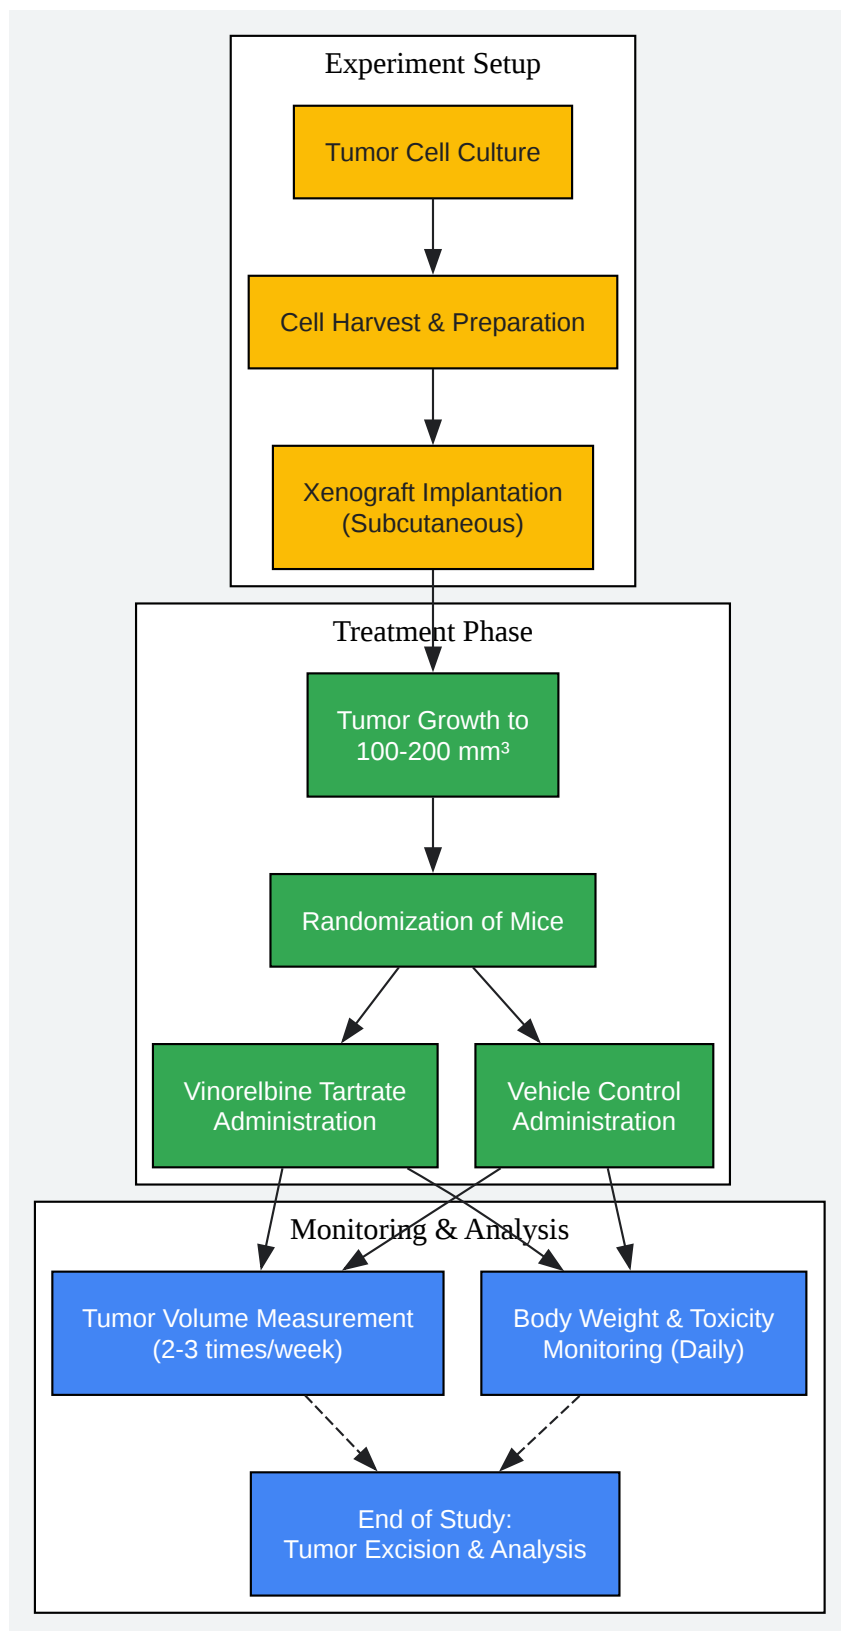 Experiment Setup
Tumor Cell Culture
Cell Harvest & Preparation
Xenograft Implantation
(Subcutaneous)
Treatment Phase
Tumor Growth to
100-200 mm³
Randomization of Mice
Vinorelbine Tartrate
Administration
Vehicle Control
Administration
Monitoring & Analysis
Tumor Volume Measurement
(2-3 times/week)
Body Weight & Toxicity
Monitoring (Daily)
End of Study:
Tumor Excision & Analysis